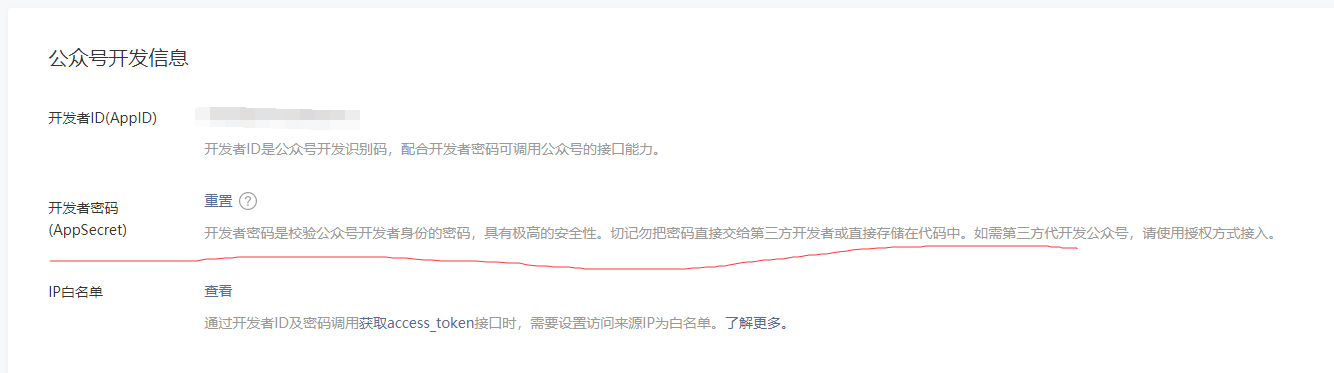 公众号开发信息
开发者ID(AppID)
开发者ID是公众号开发识别码，配合开发者密码可调用公众号的接口能力。
开发者密码
(AppSecret)
重置 ?
开发者密码是校验公众号开发者身份的密码，具有极高的安全性。切记勿把密码直接交给第三方开发者或直接存储在代码中。如需第三方代开发公众号，请使用授权方式接入。
IP白名单
查看
通过开发者ID及密码调用获取access_token接口时，需要设置访问来源IP为白名单。了解更多。